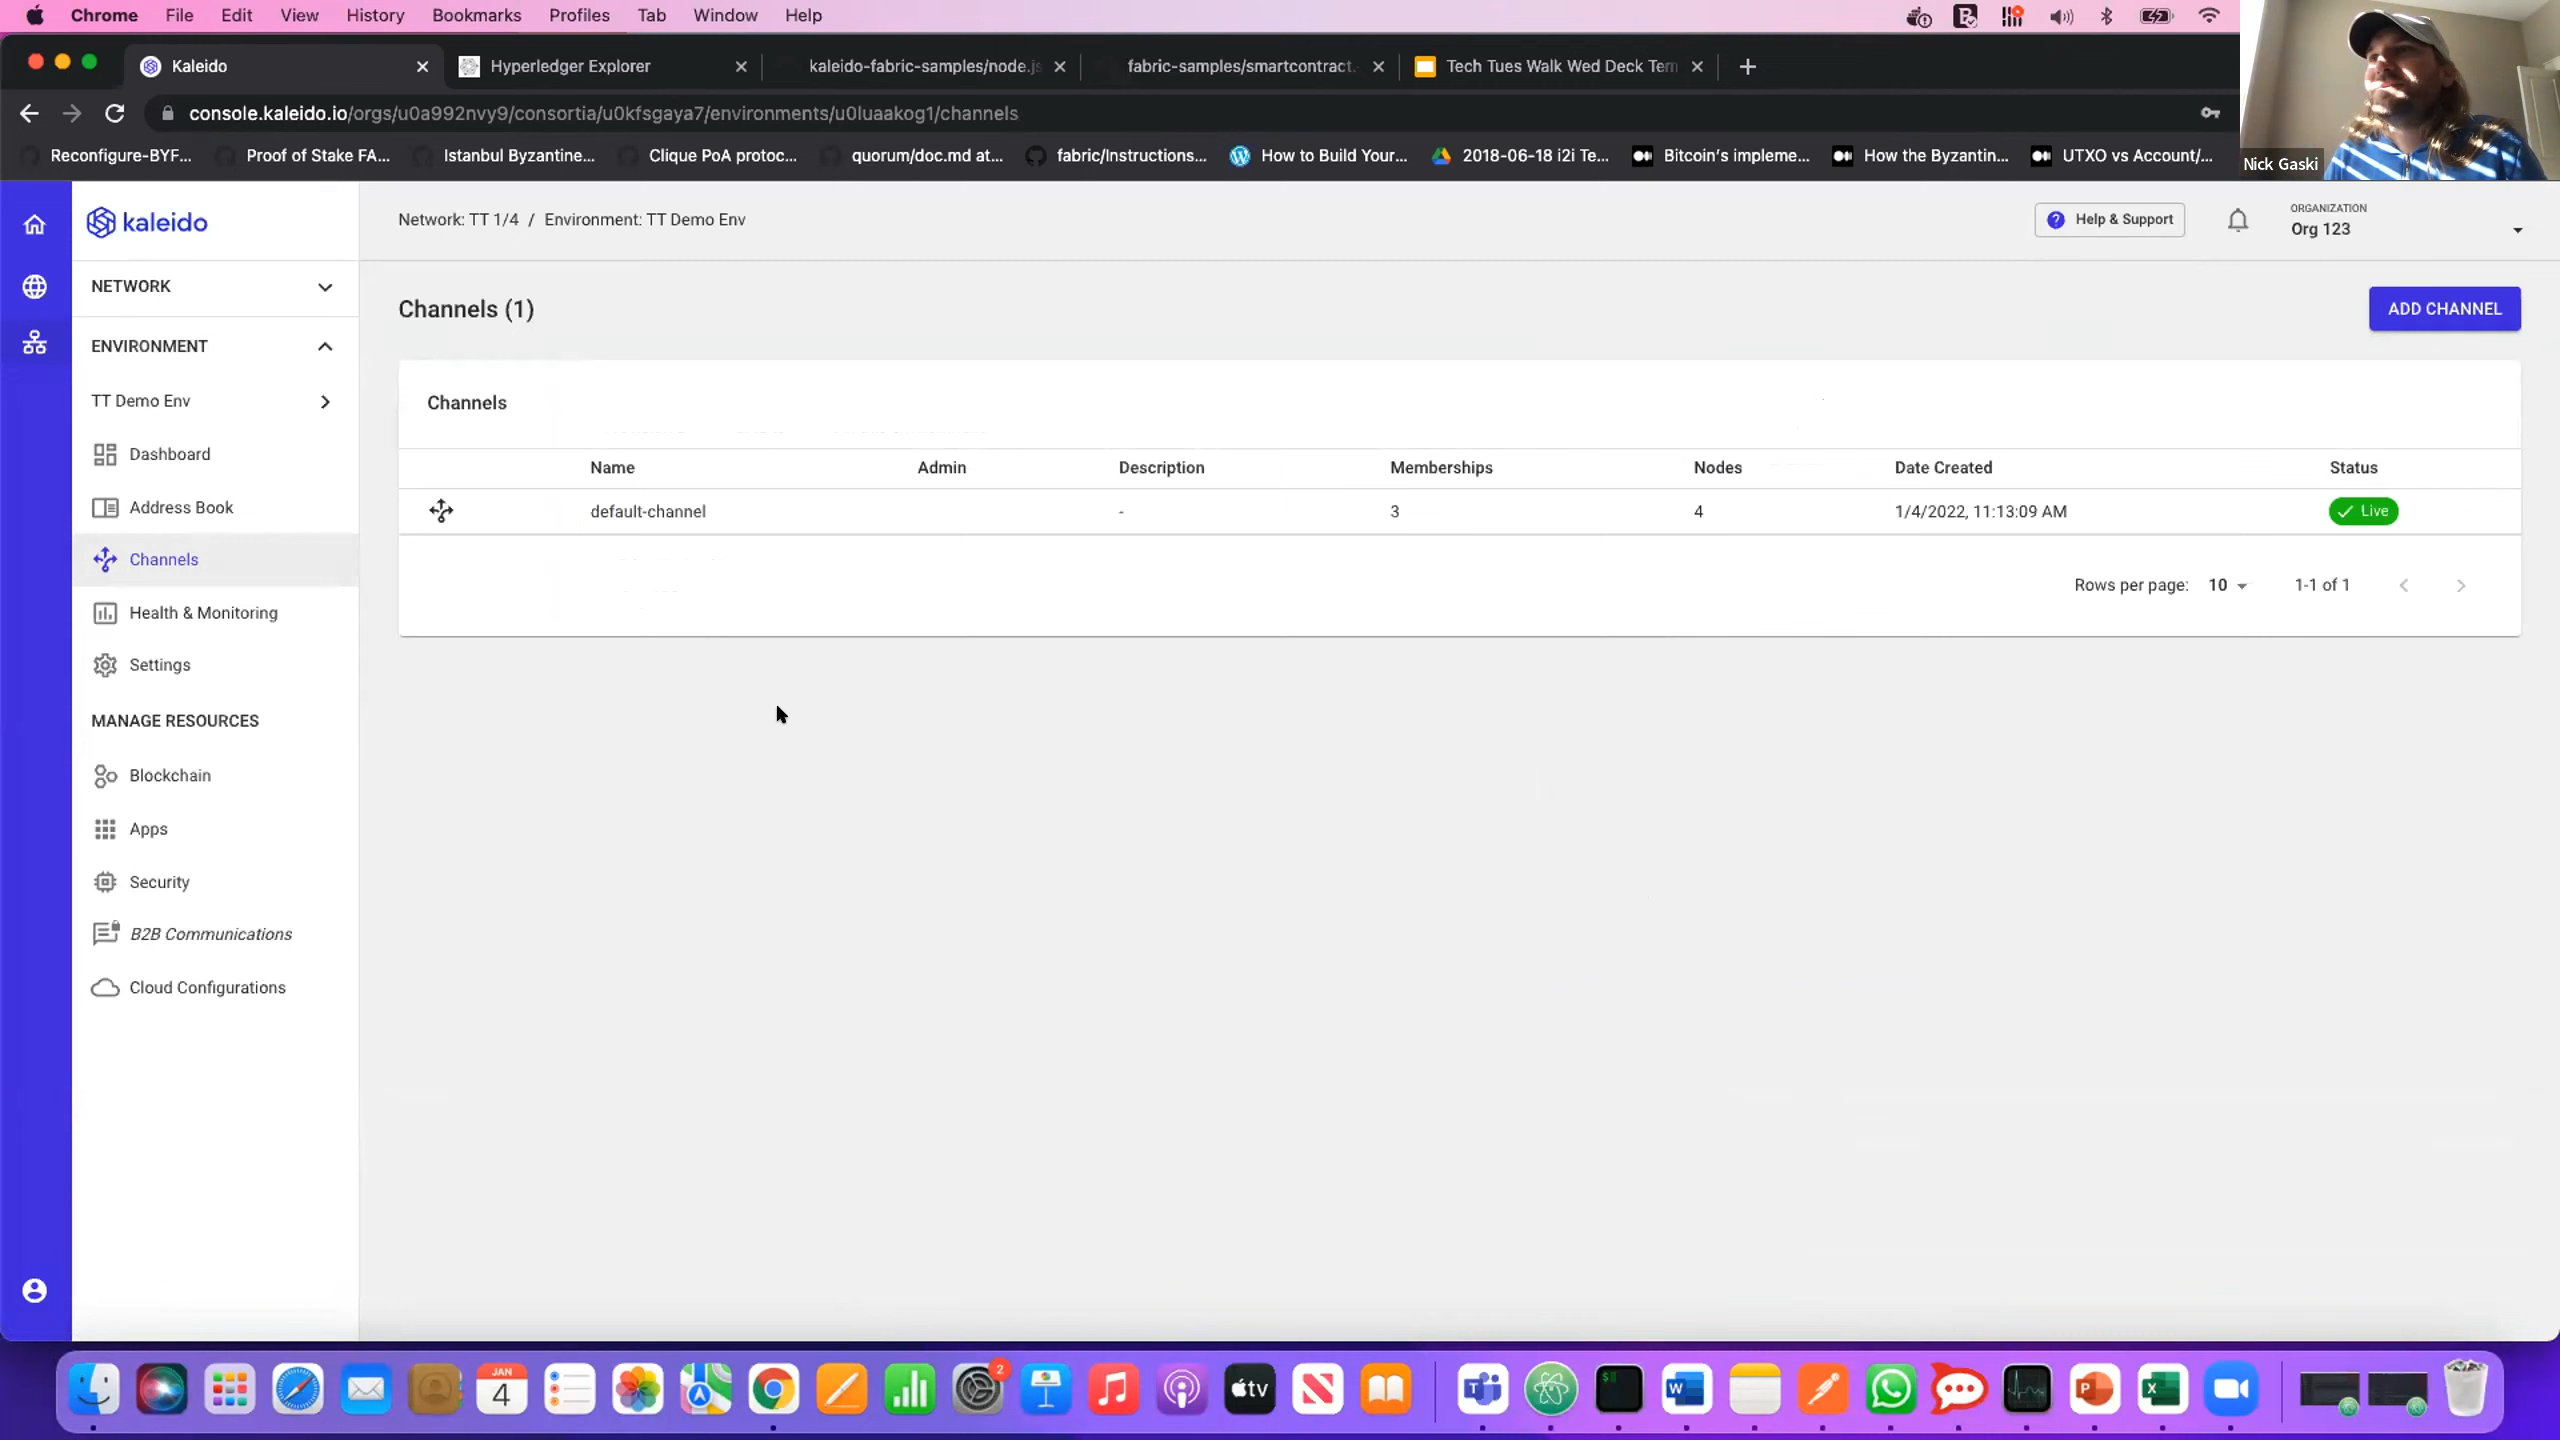 Chrome File Edit View History Bookmarks Profiles Tab Window Help
Kaleido
Hyperledger Explorer
kaleido-fabric-samples/node.js
fabric-samples/smartcontract.
Tech Tues Walk Wed Deck Tem
console.kaleido.io/orgs/u0a992nvy9/consortia/u0kfsgaya7/environments/u0luaakog1/channels
Reconfigure-BYF... Proof of Stake FA... Istanbul Byzantine... Clique PoA protoc... quorum/doc.md at... fabric/Instructions... How to Build Your... 2018-06-18 i2i Te... Bitcoin's impleme... How the Byzantin... UTXO vs Account/...
Nick Gaski
kaleido
Network: TT 1/4 / Environment: TT Demo Env
Help & Support
ORGANIZATION
Org 123
NETWORK
ENVIRONMENT
TT Demo Env
Dashboard
Address Book
Channels
Health & Monitoring
Settings
MANAGE RESOURCES
Blockchain
Apps
Security
B2B Communications
Cloud Configurations
Channels (1)
ADD CHANNEL
Channels
Name Admin Description Memberships Nodes Date Created Status
default-channel - 3 4 1/4/2022, 11:13:09 AM Live
Rows per page: 10 1-1 of 1
JAN
4
2
tv
$
W
P
X